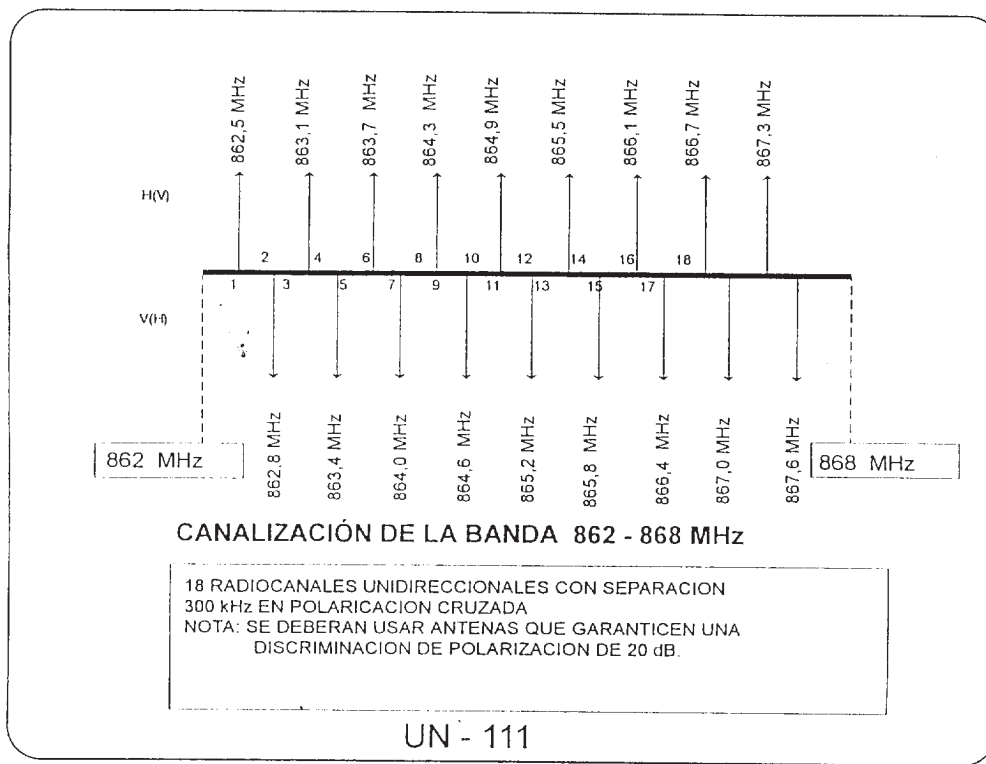 862,5 MHz
863,1 MHz
863,7 MHz
864,3 MHz
864,9 MHz
865,5 MHz
866,1 MHz
866,7 MHz
867,3 MHz
H(V)
2 4 6 8 10 12 14 16 18
1 3 5 7 9 11 13 15 17
V(H)
862 MHz
862,8 MHz
863,4 MHz
864,0 MHz
864,6 MHz
865,2 MHz
865,8 MHz
866,4 MHz
867,0 MHz
867,6 MHz
868 MHz
CANALIZACIÓN DE LA BANDA 862 - 868 MHz
18 RADIOCANALES UNIDIRECCIONALES CON SEPARACION
300 kHz EN POLARICACION CRUZADA
NOTA: SE DEBERAN USAR ANTENAS QUE GARANTICEN UNA
DISCRIMINACION DE POLARIZACION DE 20 dB.
UN - 111